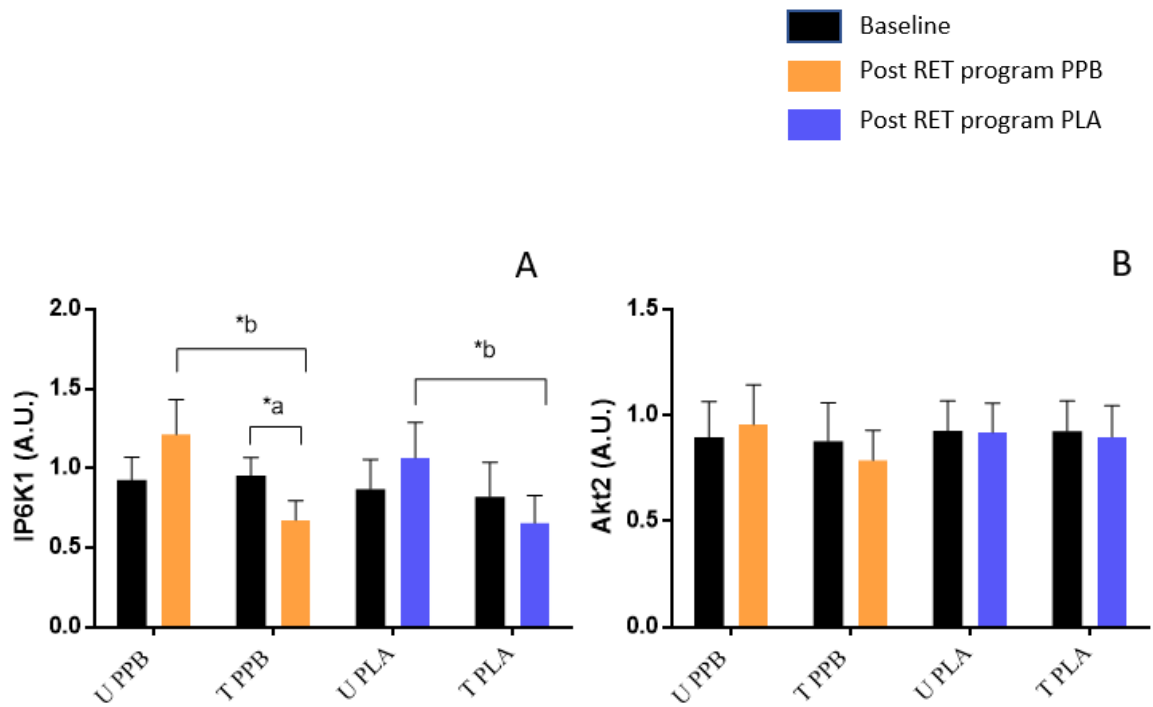 Baseline
Post RET program PPB
Post RET program PLA
A
IP6K1 (A.U.)
2.0
1.5
1.0
0.5
0.0
*b
*a
*b
U PPB
T PPB
U PLA
T PLA
B
Akt2 (A.U.)
1.5
1.0
0.5
0.0
U PPB
T PPB
U PLA
T PLA